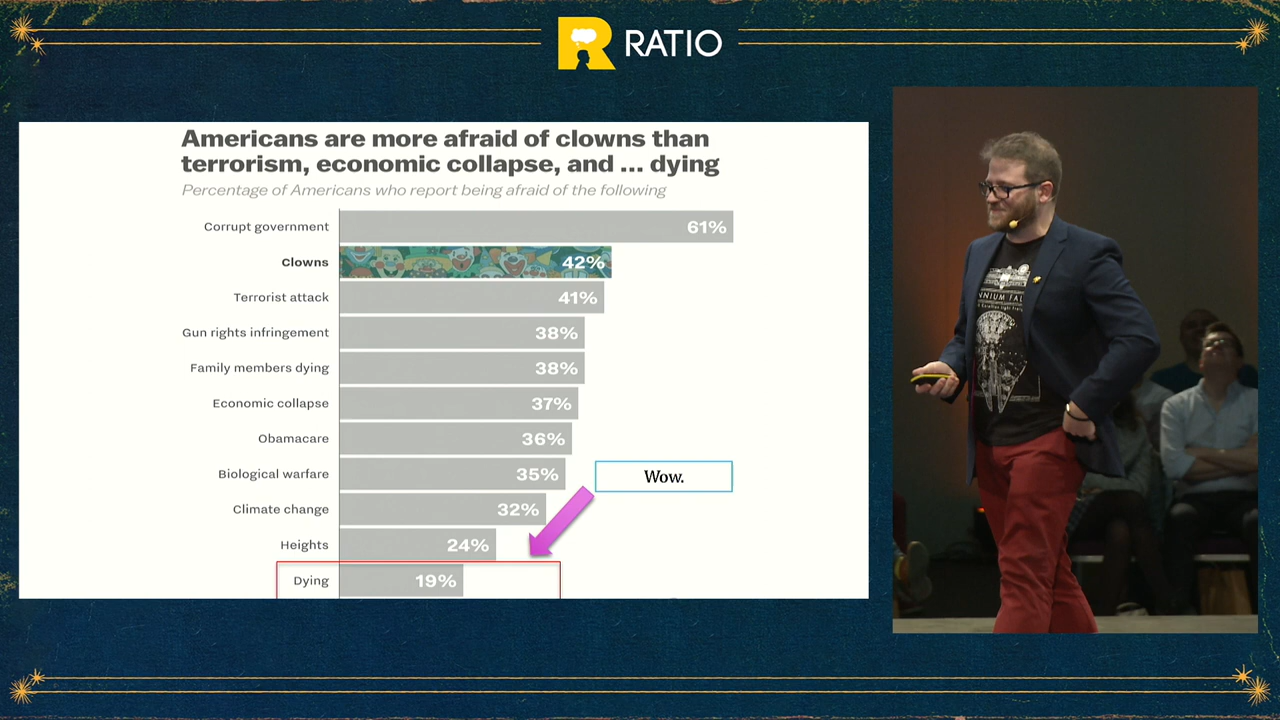 RATIO
Americans are more afraid of clowns than
terrorism, economic collapse, and ... dying
Percentage of Americans who report being afraid of the following
Corrupt government 61%
Clowns 42%
Terrorist attack 41%
Gun rights infringement 38%
Family members dying 38%
Economic collapse 37%
Obamacare 36%
Biological warfare 35%
Wow.
Climate change 32%
Heights 24%
Dying 19%
NNIUM FAL